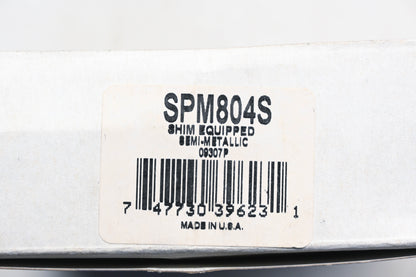 SPM804S
SHIM EQUIPPED
SEMI-METALLIC
09307P
7 47730 39623 1
MADE IN U.S.A.